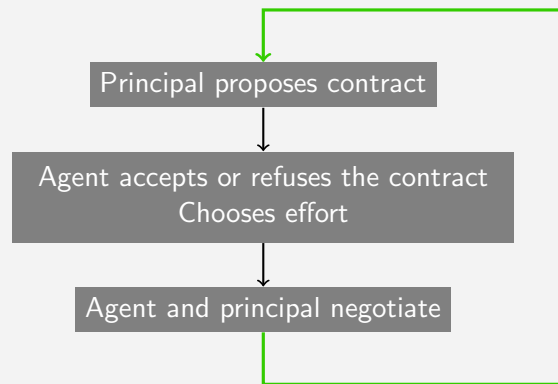 Principal proposes contract
Agent accepts or refuses the contract
Chooses effort
Agent and principal negotiate